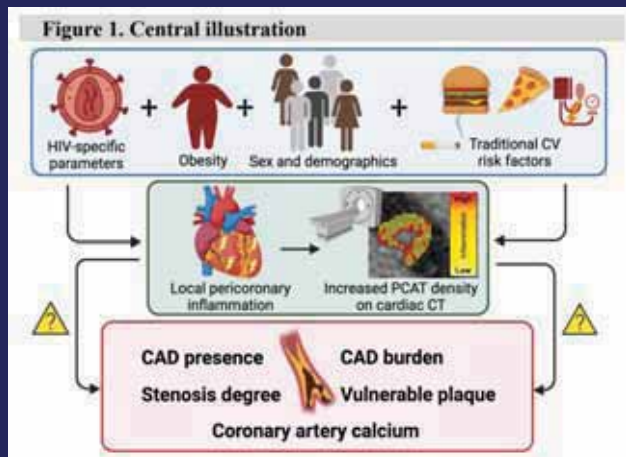 Figure 1. Central illustration
HIV-specific
parameters
+
Obesity
+
Sex and demographics
+
Traditional CV
risk factors
Local pericoronary
inflammation
High
Inflammation
Low
Increased PCAT density
on cardiac CT
?
?
CAD presence
CAD burden
Stenosis degree
Vulnerable plaque
Coronary artery calcium